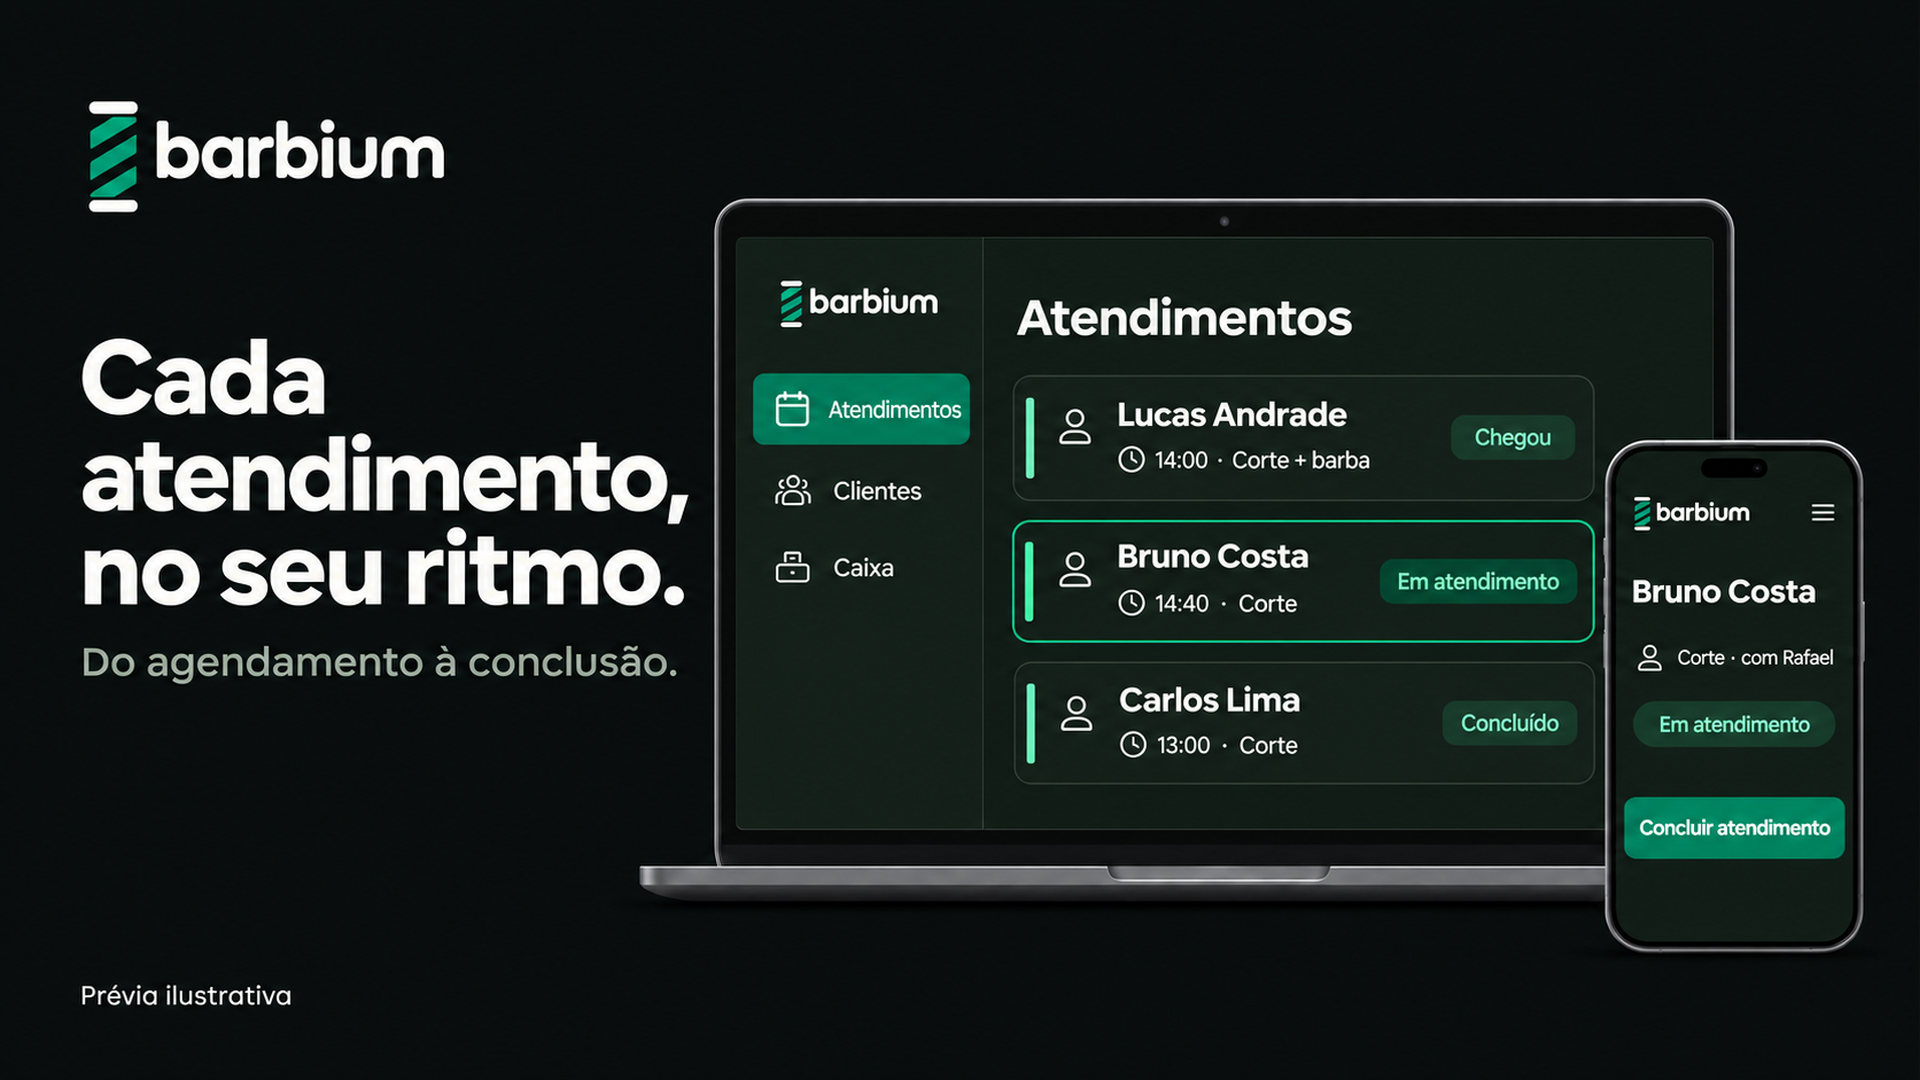 barbium
Cada
atendimento,
no seu ritmo.
Do agendamento à conclusão.
Prévia ilustrativa
barbium
Atendimentos
Clientes
Caixa
Atendimentos
Lucas Andrade
14:00 · Corte + barba
Chegou
Bruno Costa
14:40 · Corte
Em atendimento
Carlos Lima
13:00 · Corte
Concluído
barbium
Bruno Costa
Corte · com Rafael
Em atendimento
Concluir atendimento